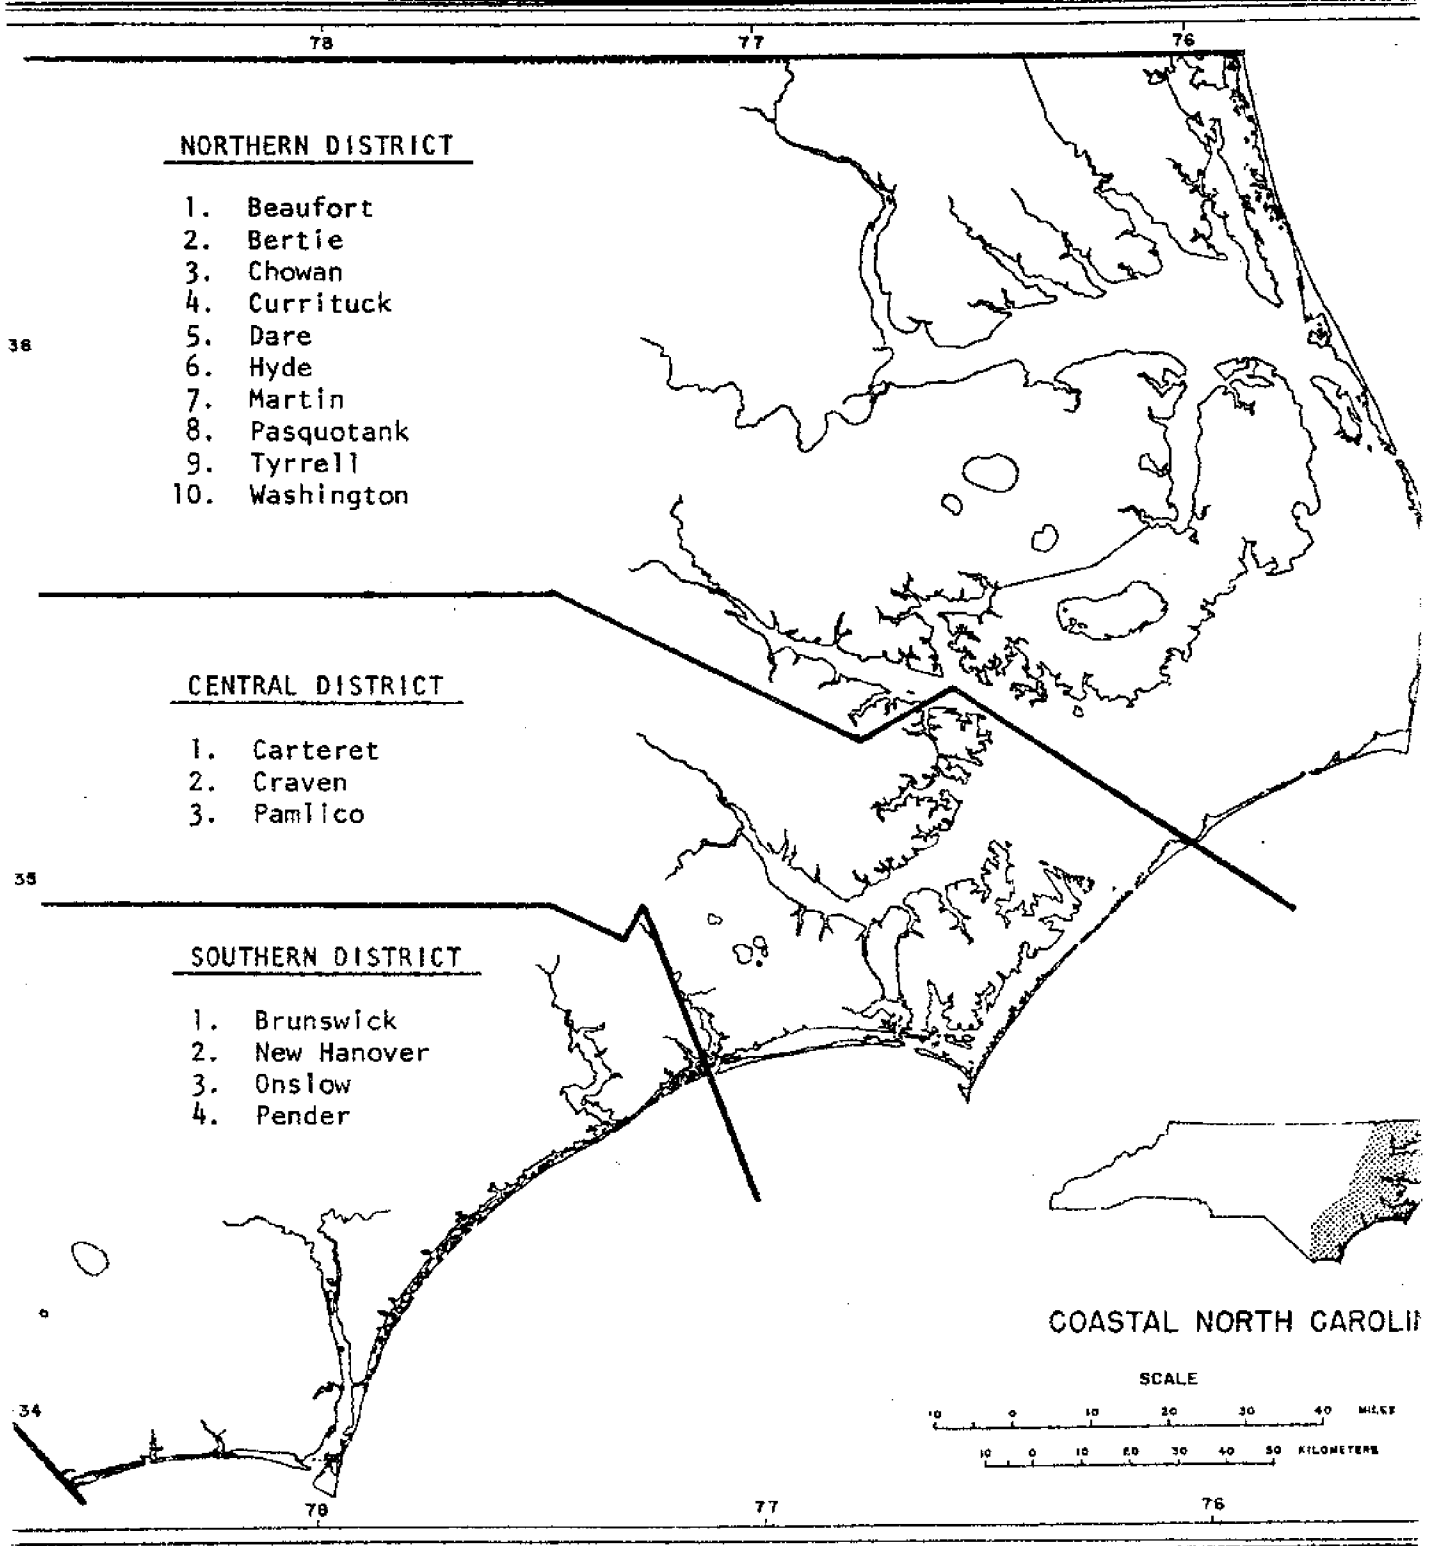 78 77 76
NORTHERN DISTRICT
1. Beaufort
2. Bertie
3. Chowan
4. Currituck
5. Dare
38
6. Hyde
7. Martin
8. Pasquotank
9. Tyrrell
10. Washington
CENTRAL DISTRICT
1. Carteret
2. Craven
3. Pamlico
35
SOUTHERN DISTRICT
1. Brunswick
2. New Hanover
3. Onslow
4. Pender
COASTAL NORTH CAROLIN
SCALE
34
10 0 10 20 30 40 MILES
10 0 10 20 30 40 50 KILOMETERS
78 77 76